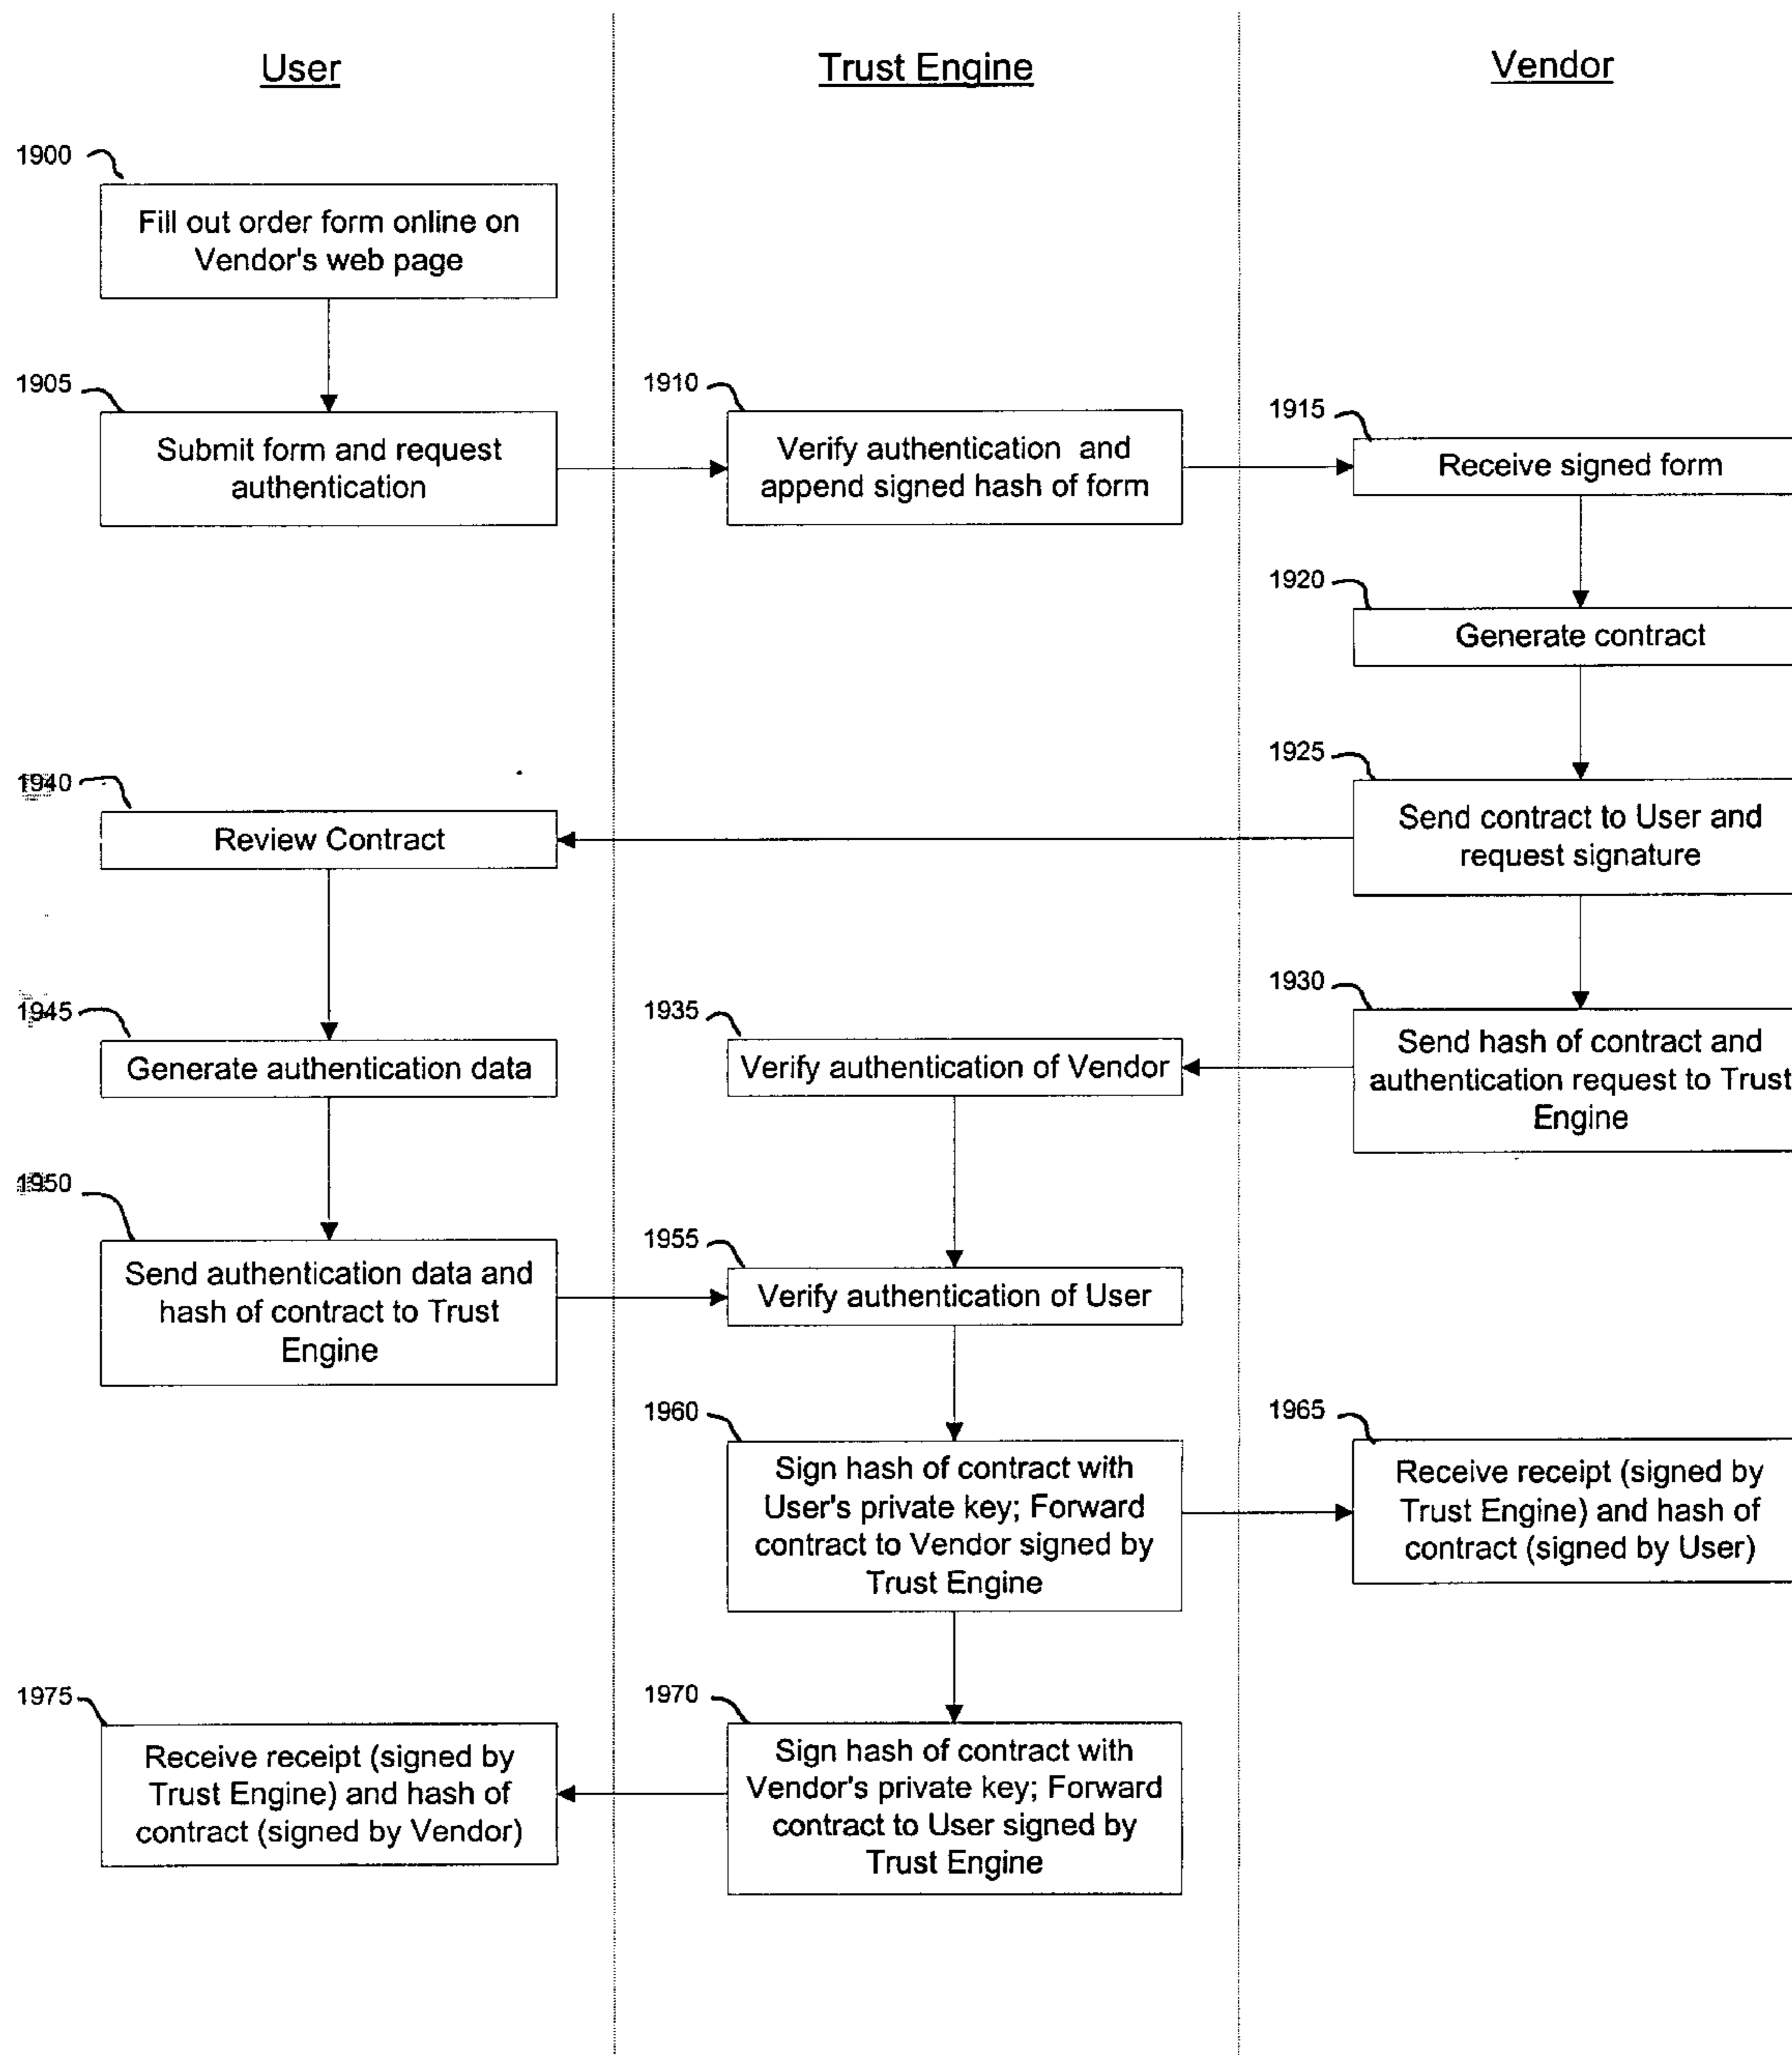 User
Trust Engine
Vendor
1900
Fill out order form online on
Vendor's web page
1905
Submit form and request
authentication
1910
Verify authentication and
append signed hash of form
1915
Receive signed form
1920
Generate contract
1925
Send contract to User and
request signature
1940
Review Contract
1930
Send hash of contract and
authentication request to Trust
Engine
1935
Verify authentication of Vendor
1945
Generate authentication data
1950
Send authentication data and
hash of contract to Trust
Engine
1955
Verify authentication of User
1960
Sign hash of contract with
User's private key; Forward
contract to Vendor signed by
Trust Engine
1965
Receive receipt (signed by
Trust Engine) and hash of
contract (signed by User)
1970
Sign hash of contract with
Vendor's private key; Forward
contract to User signed by
Trust Engine
1975
Receive receipt (signed by
Trust Engine) and hash of
contract (signed by Vendor)